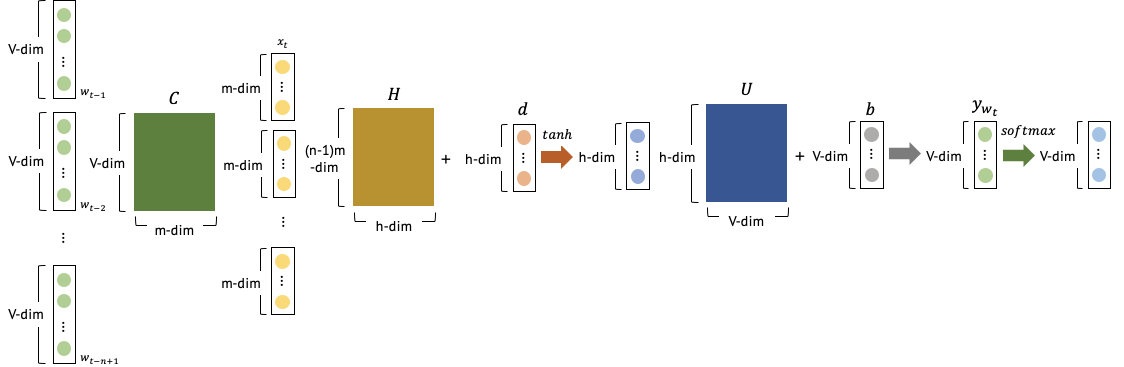 V-dim
⋮
w_{t-1}
V-dim
⋮
w_{t-2}
⋮
V-dim
⋮
w_{t-n+1}
C
V-dim
m-dim
x_t
m-dim
⋮
m-dim
⋮
⋮
m-dim
⋮
H
(n-1)m
-dim
h-dim
+
d
h-dim
⋮
tanh
h-dim
⋮
U
h-dim
V-dim
+
b
V-dim
⋮
y_{w_t}
V-dim
⋮
softmax
V-dim
⋮